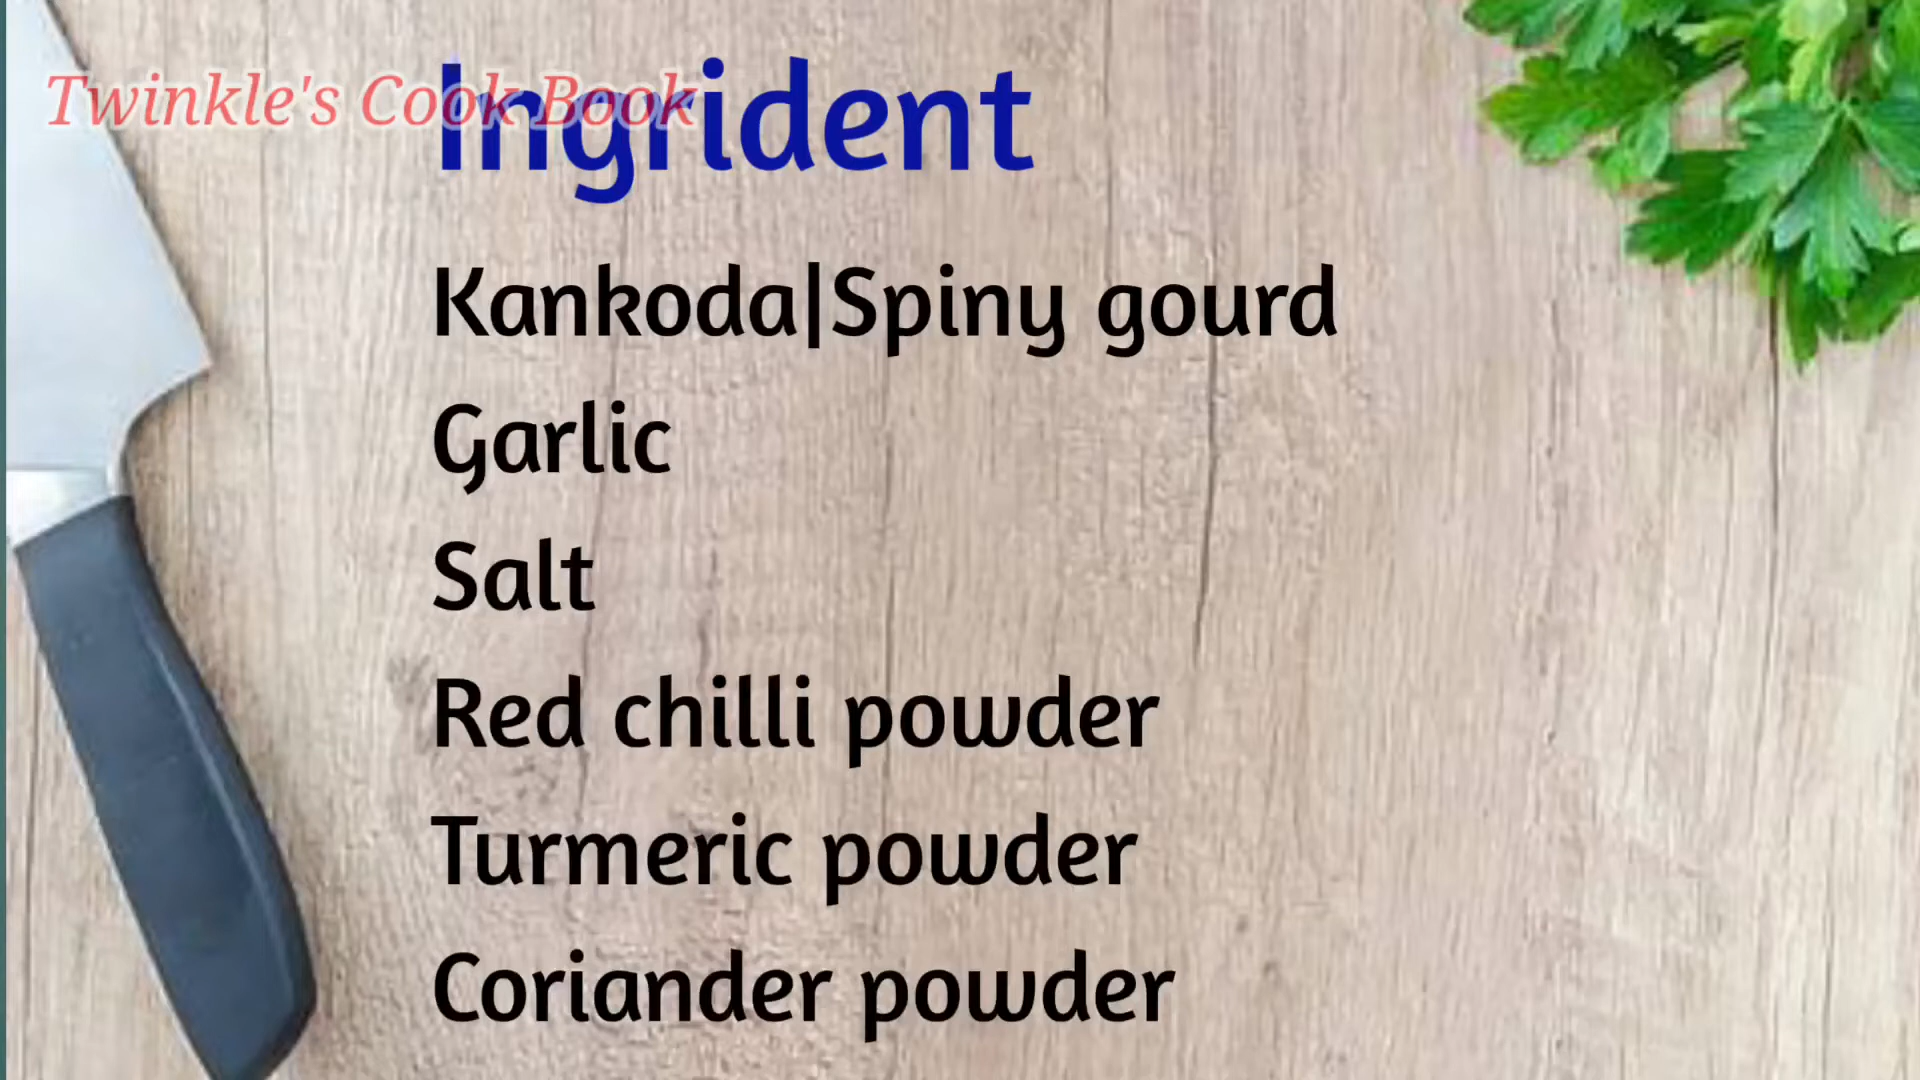 Twinkle's Cook Book
Ingrident
Kankoda|Spiny gourd
Garlic
Salt
Red chilli powder
Turmeric powder
Coriander powder